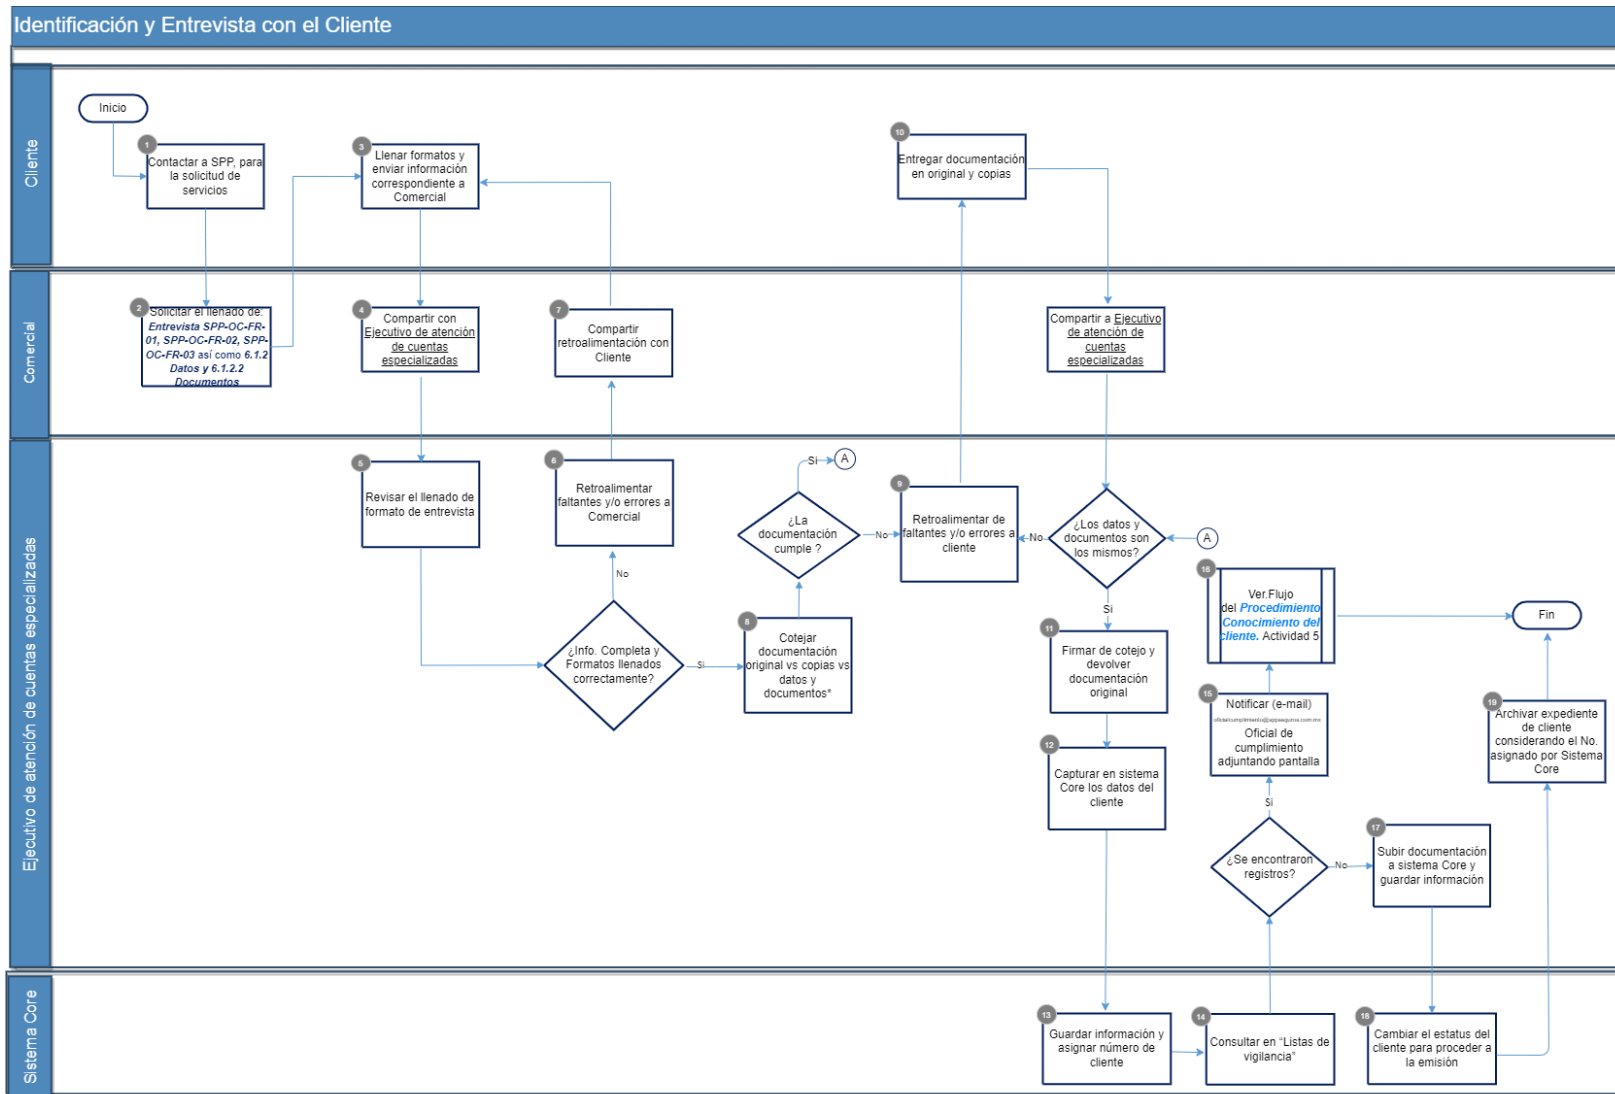 Identificación y Entrevista con el Cliente
Cliente
Inicio
1
Contactar a SPP, para
la solicitud de
servicios
3
Llenar formatos y
enviar información
correspondiente a
Comercial
10
Entregar documentación
en original y copias
Comercial
2
Solicitar el llenado de:
Entrevista SPP-OC-FR-
01, SPP-OC-FR-02, SPP-
OC-FR-03 así como 6.1.2
Datos y 6.1.2.2
Documentos
4
Compartir con
Ejecutivo de atención
de cuentas
especializadas
7
Compartir
retroalimentación con
Cliente
Compartir a Ejecutivo
de atención de
cuentas
especializadas
Ejecutivo de atención de cuentas especializadas
5
Revisar el llenado de
formato de entrevista
6
Retroalimentar
faltantes y/o errores a
Comercial
No
¿Info. Completa y
Formatos llenados
correctamente?
Si
8
Cotejar
documentación
original vs copias vs
datos y
documentos*
¿La
documentación
cumple ?
Si
A
No
9
Retroalimentar de
faltantes y/o errores a
cliente
No
¿Los datos y
documentos son
los mismos?
A
Si
11
Firmar de cotejo y
devolver
documentación
original
12
Capturar en sistema
Core los datos del
cliente
16
Ver.Flujo
del Procedimiento
Conocimiento del
cliente. Actividad 5
15
Notificar (e-mail)
Oficial de
cumplimiento
adjuntando pantalla
Si
¿Se encontraron
registros?
No
17
Subir documentación
a sistema Core y
guardar información
Fin
19
Archivar expediente
de cliente
considerando el No.
asignado por Sistema
Core
Sistema Core
13
Guardar información y
asignar número de
cliente
14
Consultar en “Listas de
vigilancia”
18
Cambiar el estatus del
cliente para proceder a
la emisión